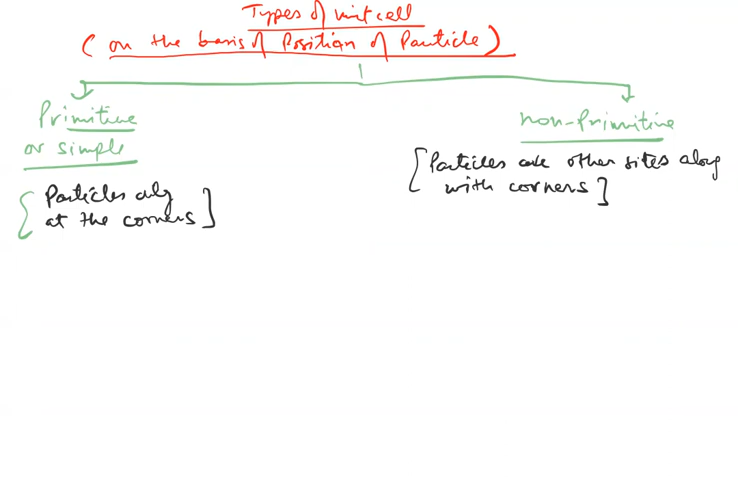 Types of unit cell
( on the basis of Position of Particle )
Primitive
or simple
non-Primitive
[ Particles are other sites along
with corners ]
{ Particles only
at the corners ]